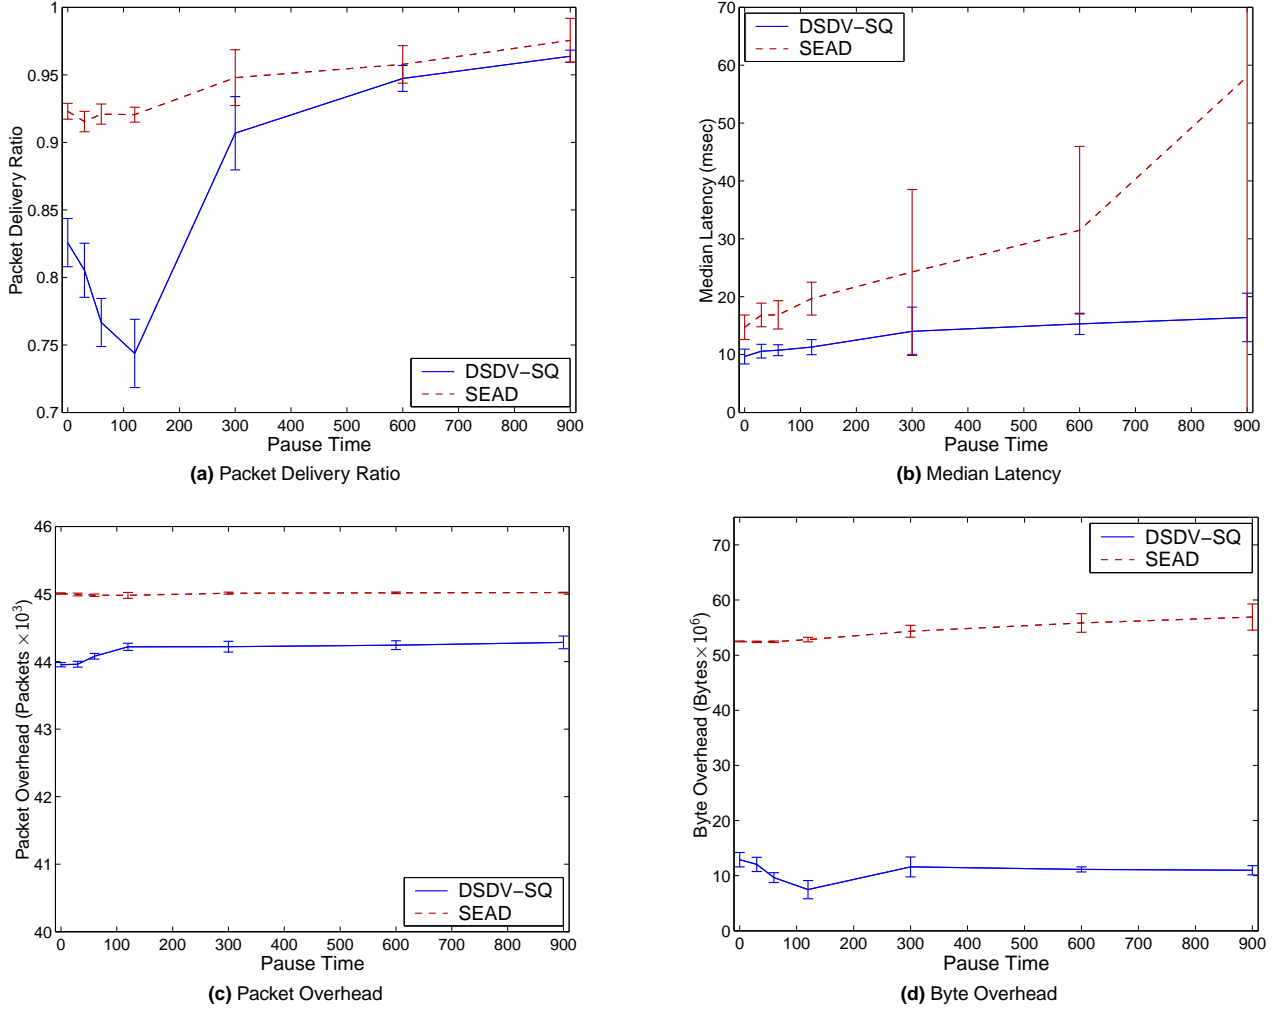 1
0.95
0.9
0.85
0.8
0.75
0.7
Packet Delivery Ratio
DSDV−SQ
SEAD
0 100 200 300 400 500 600 700 800 900
Pause Time
(a) Packet Delivery Ratio
70
60
50
40
30
20
10
0
Median Latency (msec)
DSDV−SQ
SEAD
0 100 200 300 400 500 600 700 800 900
Pause Time
(b) Median Latency
46
45
44
43
42
41
40
Packet Overhead (Packets × 10³)
DSDV−SQ
SEAD
0 100 200 300 400 500 600 700 800 900
Pause Time
(c) Packet Overhead
70
60
50
40
30
20
10
0
Byte Overhead (Bytes×10⁶)
DSDV−SQ
SEAD
0 100 200 300 400 500 600 700 800 900
Pause Time
(d) Byte Overhead